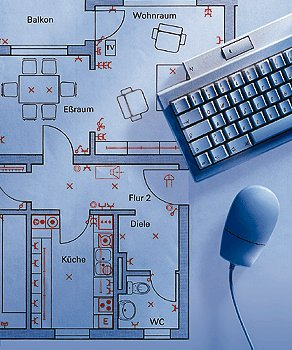 Balkon
Wohnraum
TV
Eßraum
Flur 2
Diele
Küche
WC
E